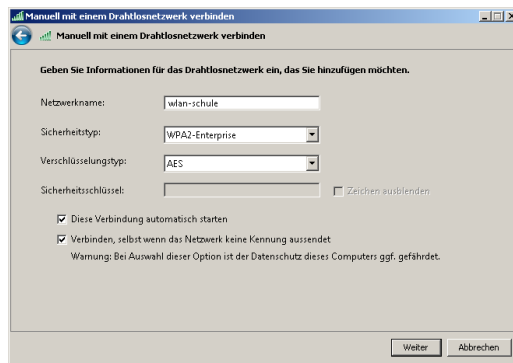 Manuell mit einem Drahtlosnetzwerk verbinden
Manuell mit einem Drahtlosnetzwerk verbinden
Geben Sie Informationen für das Drahtlosnetzwerk ein, das Sie hinzufügen möchten.
Netzwerkname: wlan-schule
Sicherheitstyp: WPA2-Enterprise
Verschlüsselungstyp: AES
Sicherheitsschlüssel: Zeichen ausblenden
Diese Verbindung automatisch starten
Verbinden, selbst wenn das Netzwerk keine Kennung aussendet
Warnung: Bei Auswahl dieser Option ist der Datenschutz dieses Computers ggf. gefährdet.
Weiter Abbrechen